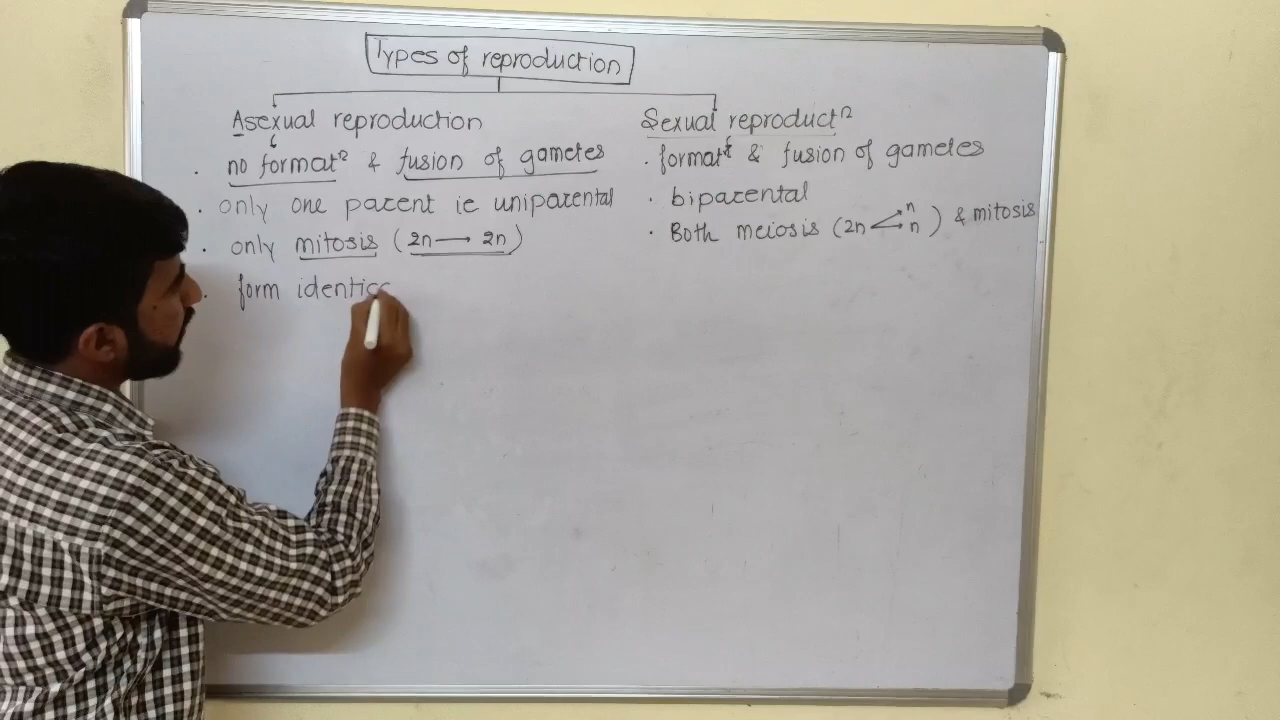 Types of reproduction
Asexual reproduction
. no formatⁿ & fusion of gametes
. only one parent ie uniparental
. only mitosis (2n → 2n)
. form identica
Sexual reproductⁿ
. formatⁿ & fusion of gametes
. biparental
. Both meiosis (2n n n) & mitosis